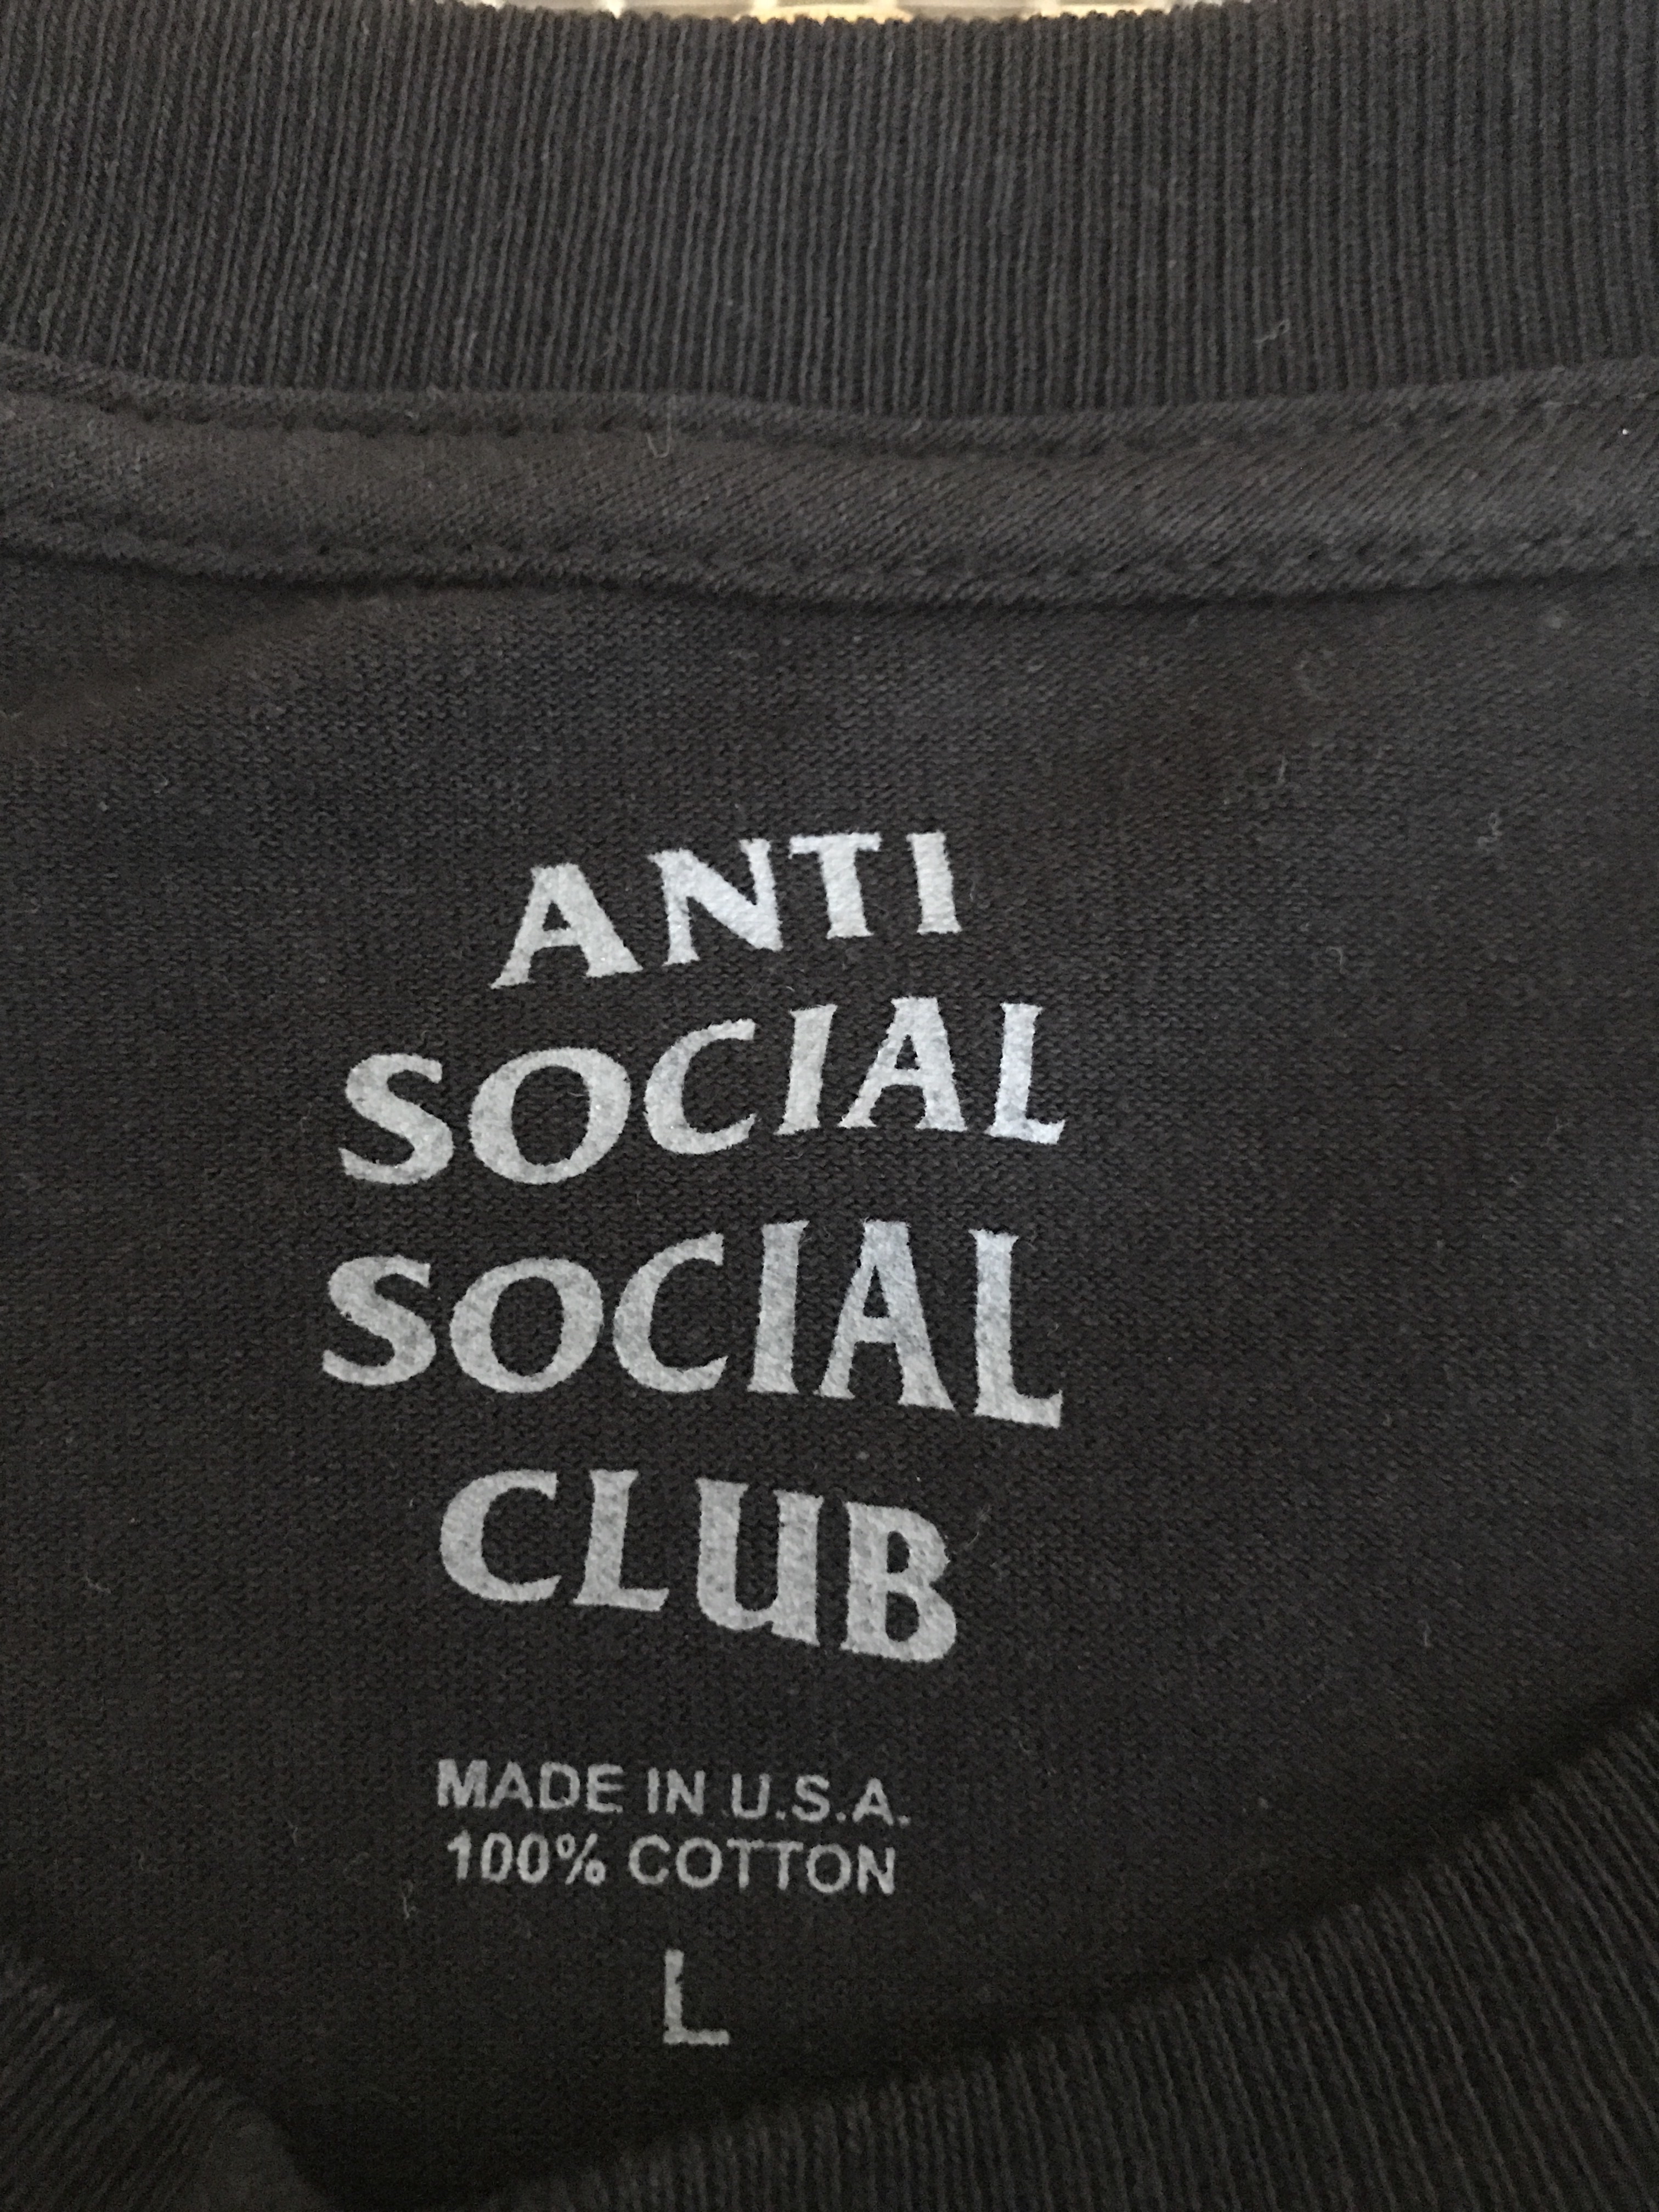 ANTI
SOCIAL
SOCIAL
CLUB
MADE IN U.S.A.
100% COTTON
L